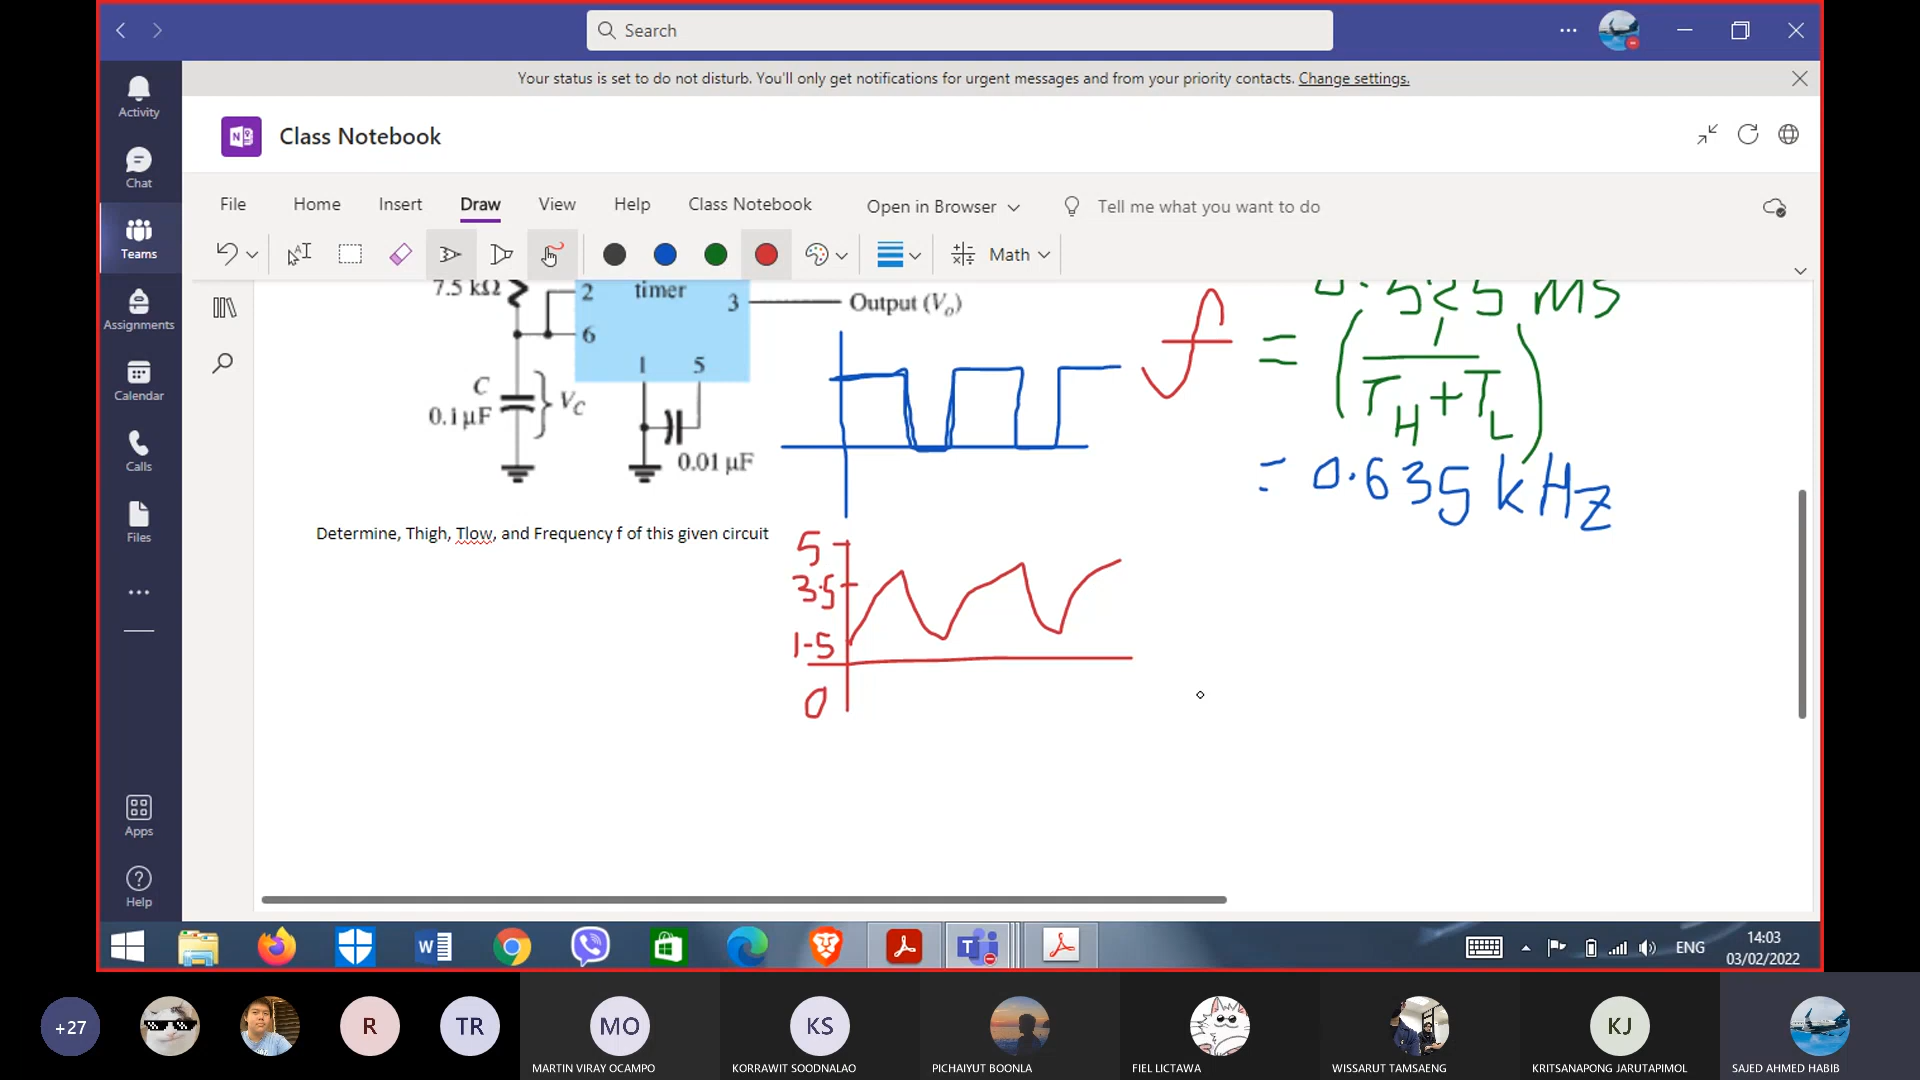 Search
Your status is set to do not disturb. You'll only get notifications for urgent messages and from your priority contacts. Change settings.
Activity
Chat
Teams
Assignments
Calendar
Calls
Files
Apps
Help
Class Notebook
File Home Insert Draw View Help Class Notebook Open in Browser Tell me what you want to do
Math
7.5 kΩ
2
timer
3
Output (Vo)
6
1
5
C
0.1 μF
VC
0.01 μF
Determine, Thigh, Tlow, and Frequency f of this given circuit
0.525 ms
f = (1 / TH + TL)
= 0.635 kHz
5
3.5
1-5
0
ENG
14:03
03/02/2022
+27
R
TR
MO
MARTIN VIRAY OCAMPO
KS
KORRAWIT SOODNALAO
PICHAIYUT BOONLA
FIEL LICTAWA
WISSARUT TAMSAENG
KJ
KRITSANAPONG JARUTAPIMOL
SAJED AHMED HABIB